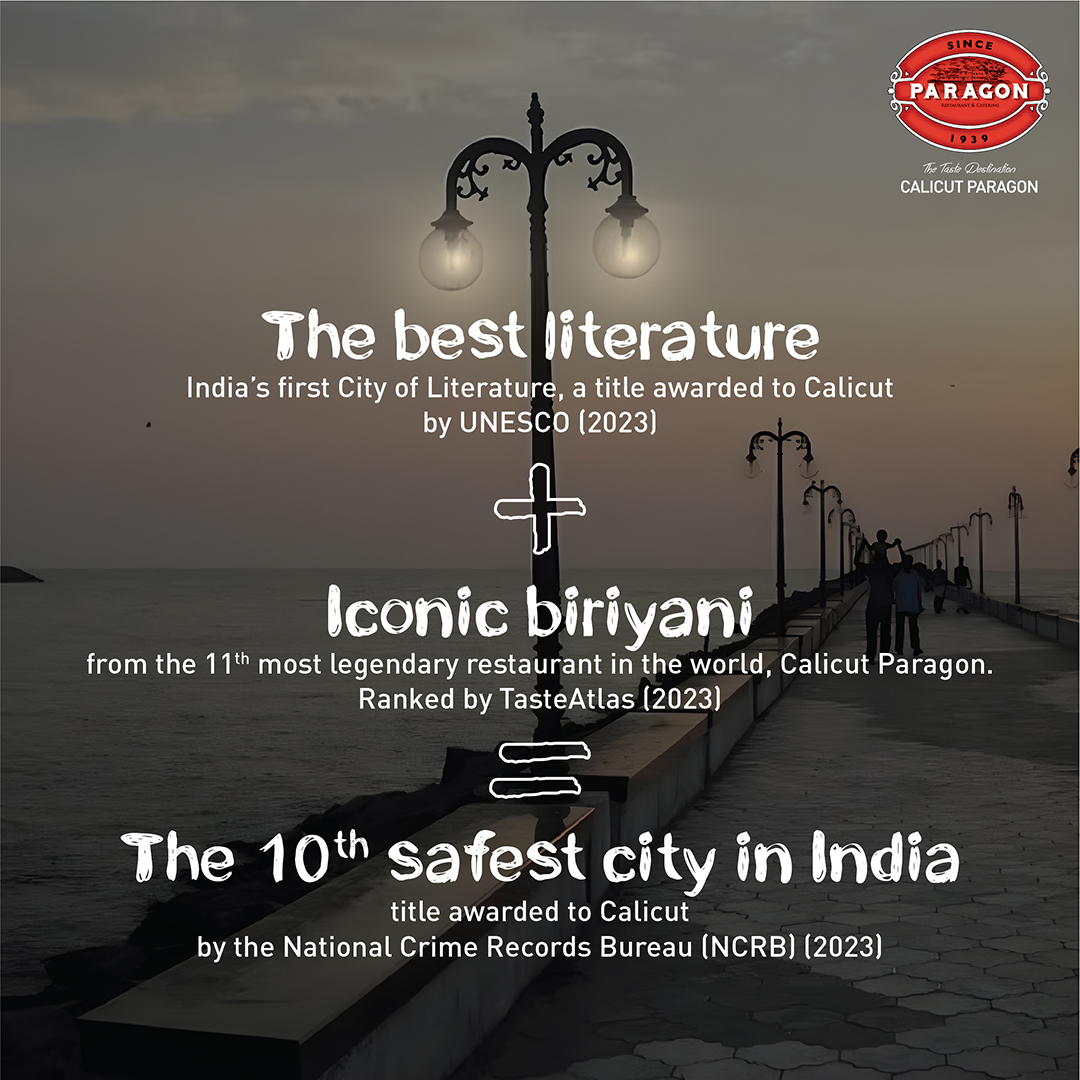 SINCE
PARAGON
RESTAURANT & CATERING
1939
The Taste Destination
CALICUT PARAGON
The best literature
India's first City of Literature, a title awarded to Calicut
by UNESCO (2023)
+
Iconic biriyani
from the 11th most legendary restaurant in the world, Calicut Paragon.
Ranked by TasteAtlas (2023)
=
The 10th safest city in India
title awarded to Calicut
by the National Crime Records Bureau (NCRB) (2023)